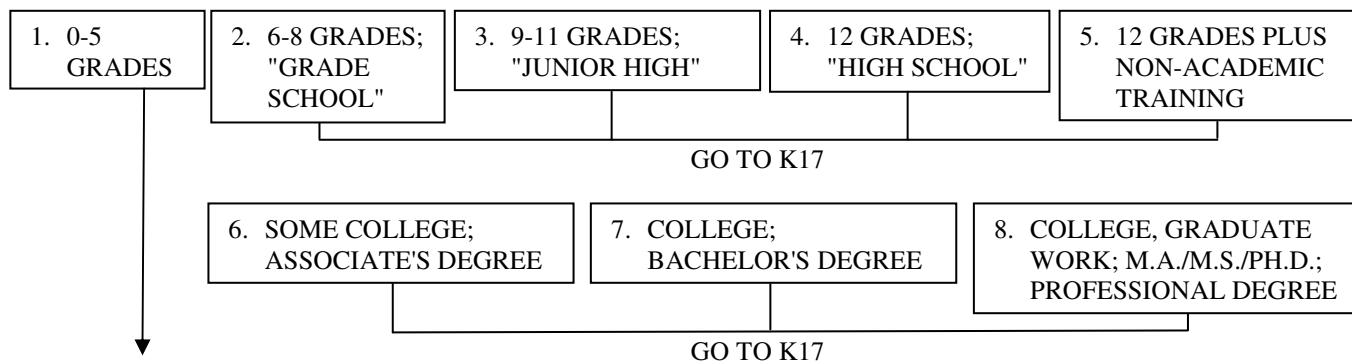 1. 0-5
GRADES
2. 6-8 GRADES;
"GRADE
SCHOOL"
3. 9-11 GRADES;
"JUNIOR HIGH"
4. 12 GRADES;
"HIGH SCHOOL"
5. 12 GRADES PLUS
NON-ACADEMIC
TRAINING
GO TO K17
6. SOME COLLEGE;
ASSOCIATE'S DEGREE
7. COLLEGE;
BACHELOR'S DEGREE
8. COLLEGE, GRADUATE
WORK; M.A./M.S./PH.D.;
PROFESSIONAL DEGREE
GO TO K17